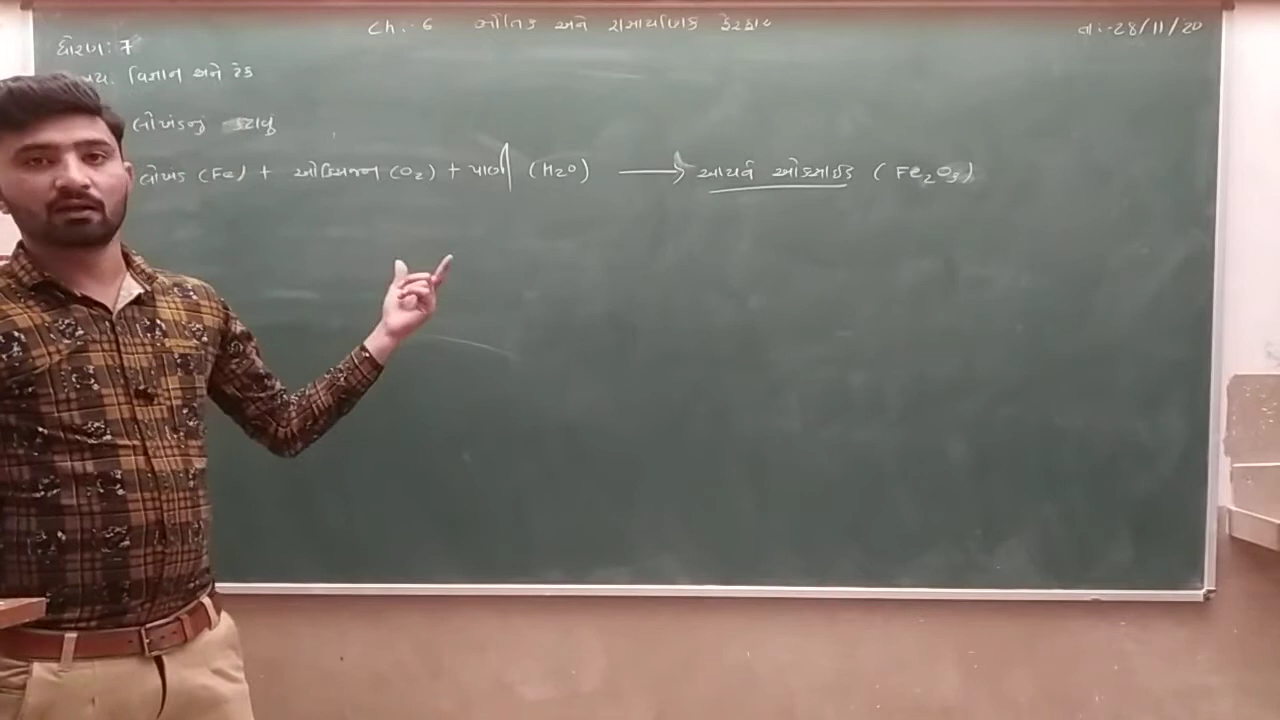 Ch.: 6 ભૌતિક અને રાસાયણિક ફેરફાર
તા:-28/11/20
ધોરણ: 7
વિજ્ઞાન અને ટેક
લોખંડનું કટાવું
લોખંડ (Fe) + ઓક્સિજન (O₂) + પાણી (H₂O) → આયર્ન ઓક્સાઈડ (Fe₂O₃)